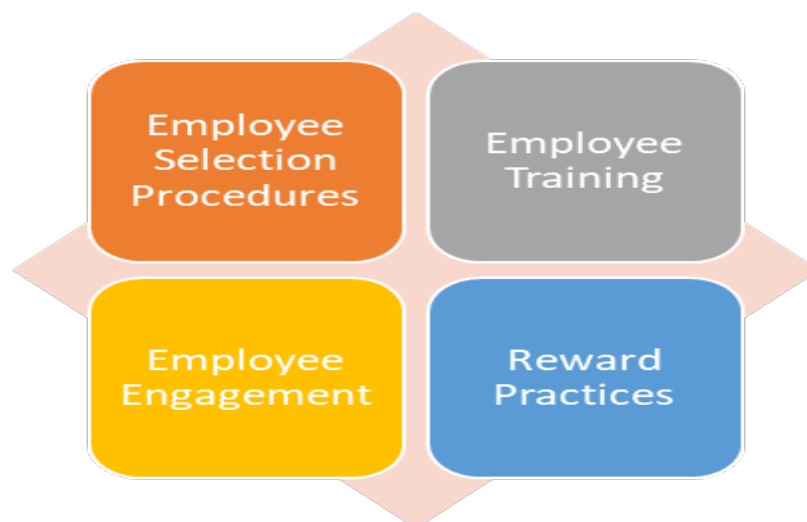 Employee
Selection
Procedures
Employee
Training
Employee
Engagement
Reward
Practices